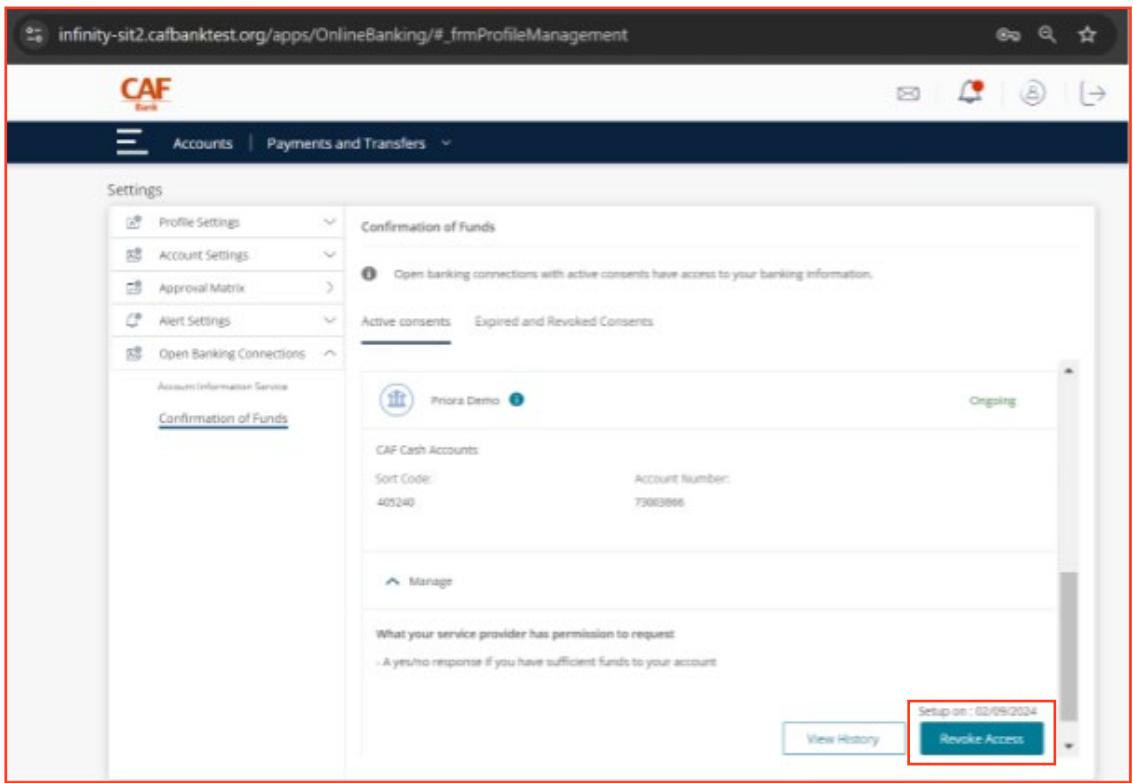 infinity-sit2.cafbanktest.org/apps/OnlineBanking/#_frmProfileManagement
CAF
Bank
Accounts | Payments and Transfers
Settings
Profile Settings
Account Settings
Approval Matrix
Alert Settings
Open Banking Connections
Account Information Service
Confirmation of Funds
Confirmation of Funds
Open banking connections with active consents have access to your banking information.
Active consents Expired and Revoked Consents
Priora Demo Ongoing
CAF Cash Accounts
Sort Code: Account Number:
405240 73003866
Manage
What your service provider has permission to request
- A yes/no response if you have sufficient funds to your account
Setup on : 02/09/2024
View History Revoke Access